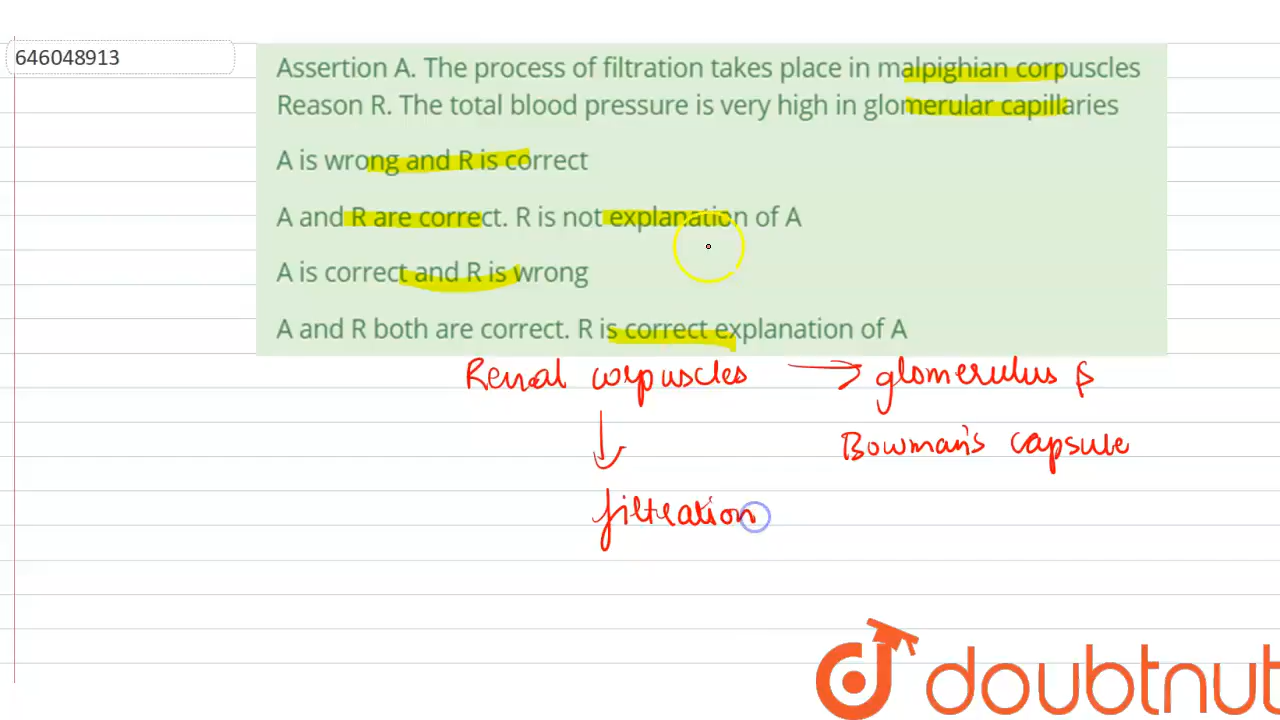 646048913
Assertion A. The process of filtration takes place in malpighian corpuscles
Reason R. The total blood pressure is very high in glomerular capillaries
A is wrong and R is correct
A and R are correct. R is not explanation of A
A is correct and R is wrong
A and R both are correct. R is correct explanation of A
Renal corpuscles → glomerulus &
Bowman's capsule
↓
filtration
doubtnut